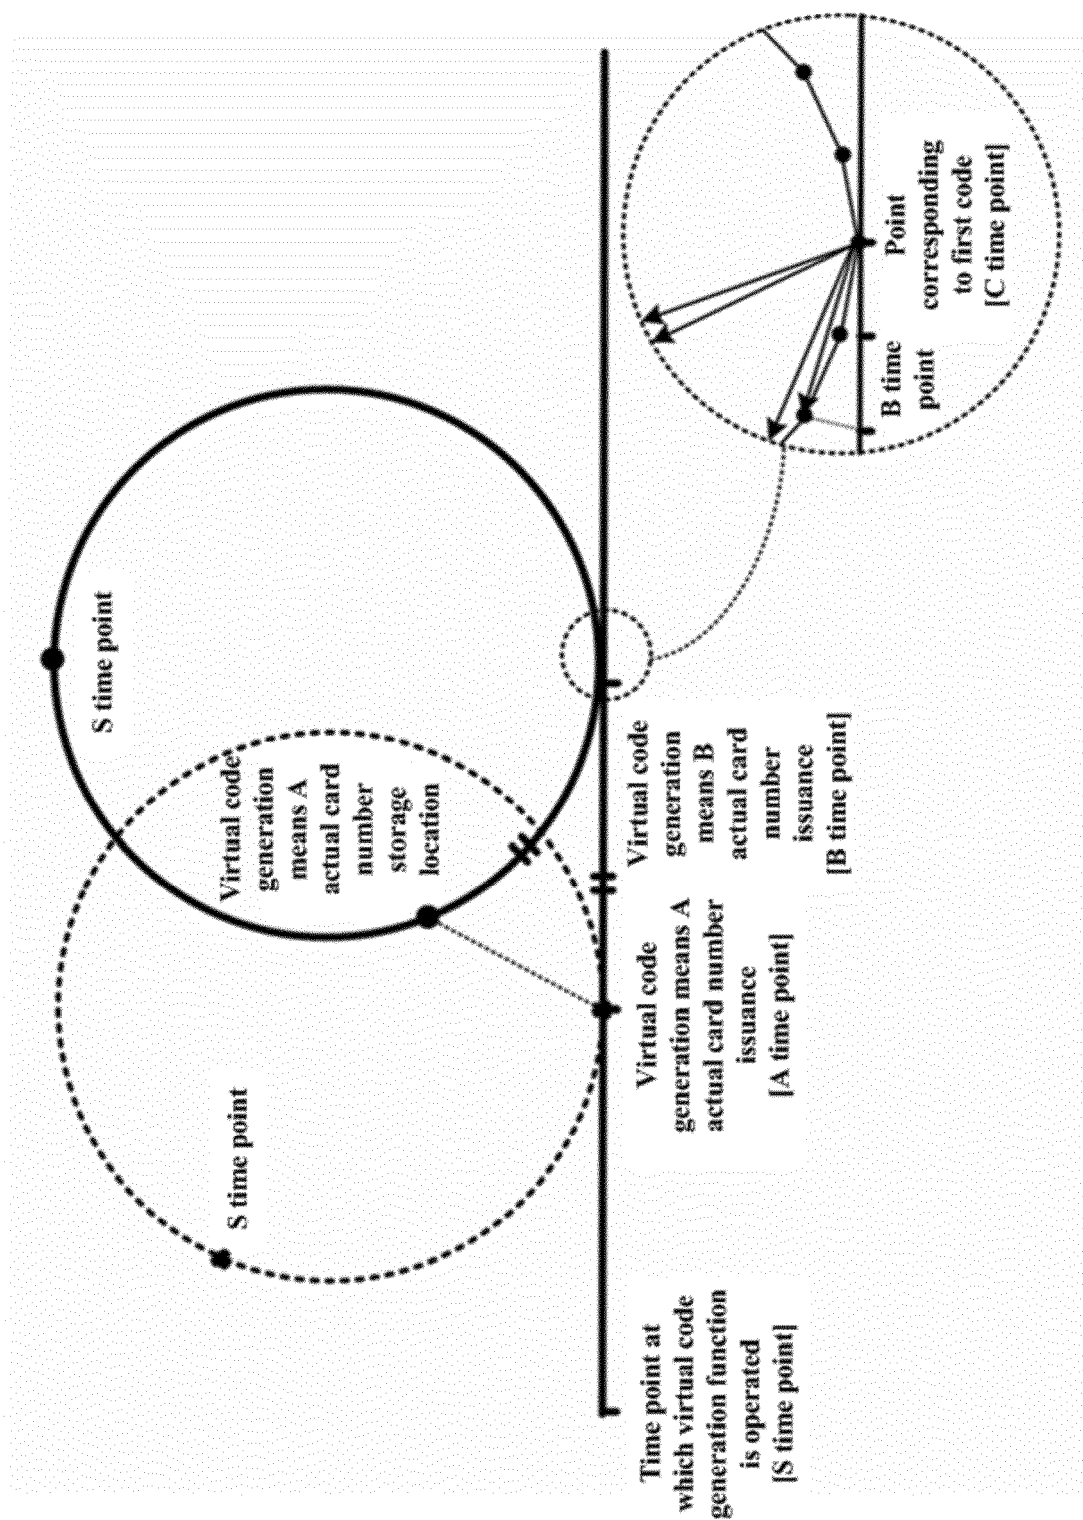 S time point
S time point
Virtual code
generation
means A
actual card
number
storage
location
Time point at
which virtual code
generation function
is operated
[S time point]
Virtual code
generation means A
actual card number
issuance
[A time point]
Virtual code
generation
means B
actual card
number
issuance
[B time point]
B time
point
Point
corresponding
to first code
[C time point]